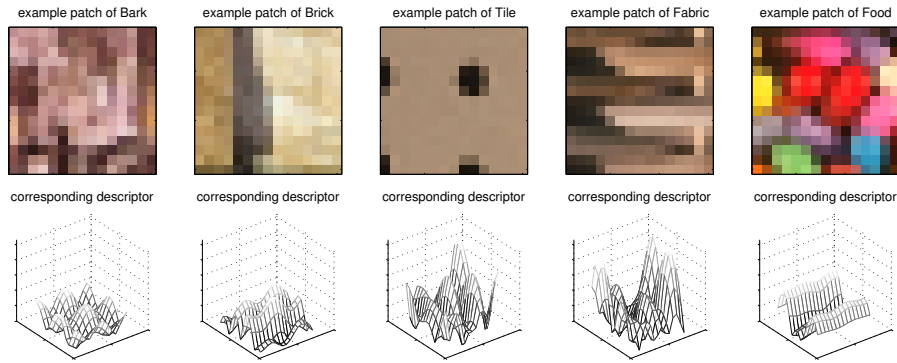 example patch of Bark
example patch of Brick
example patch of Tile
example patch of Fabric
example patch of Food
corresponding descriptor
corresponding descriptor
corresponding descriptor
corresponding descriptor
corresponding descriptor